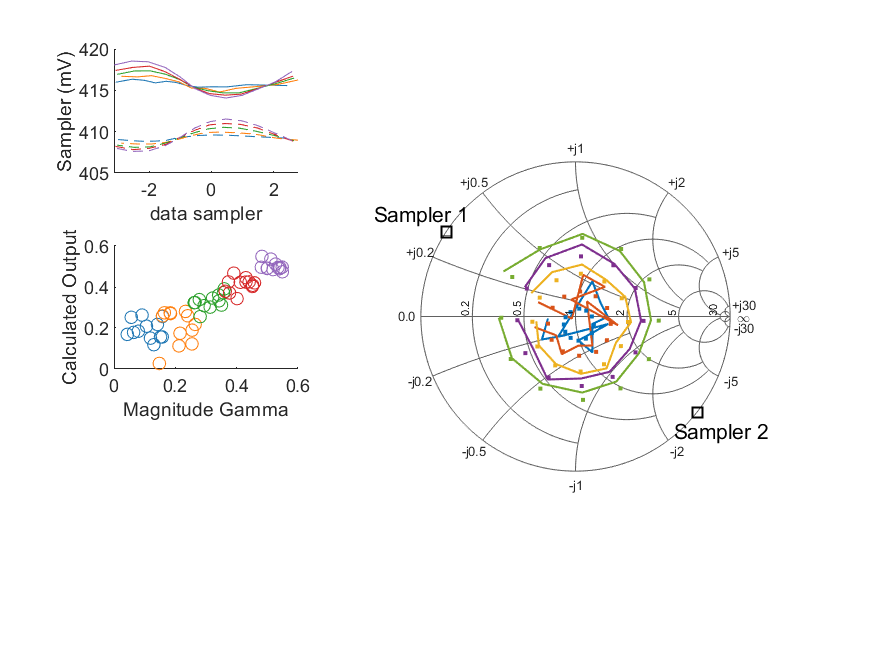 420
415
410
405
Sampler (mV)
-2
0
2
data sampler
0.6
0.4
0.2
0
Calculated Output
0
0.2
0.4
0.6
Magnitude Gamma
+j1
+j0.5
+j2
Sampler 1
+j0.2
+j5
0.0
0.2
0.5
2
5
30
+j30
∞
-j30
-j0.2
-j5
Sampler 2
-j0.5
-j2
-j1